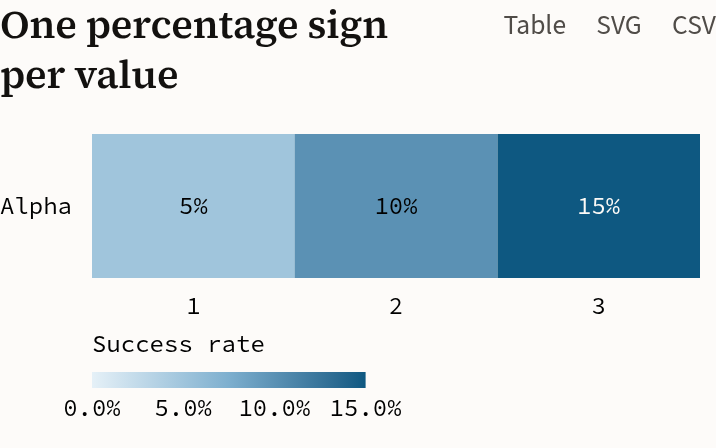 One percentage sign
per value
Table SVG CSV
Alpha 5% 10% 15%
1 2 3
Success rate
0.0% 5.0% 10.0% 15.0%